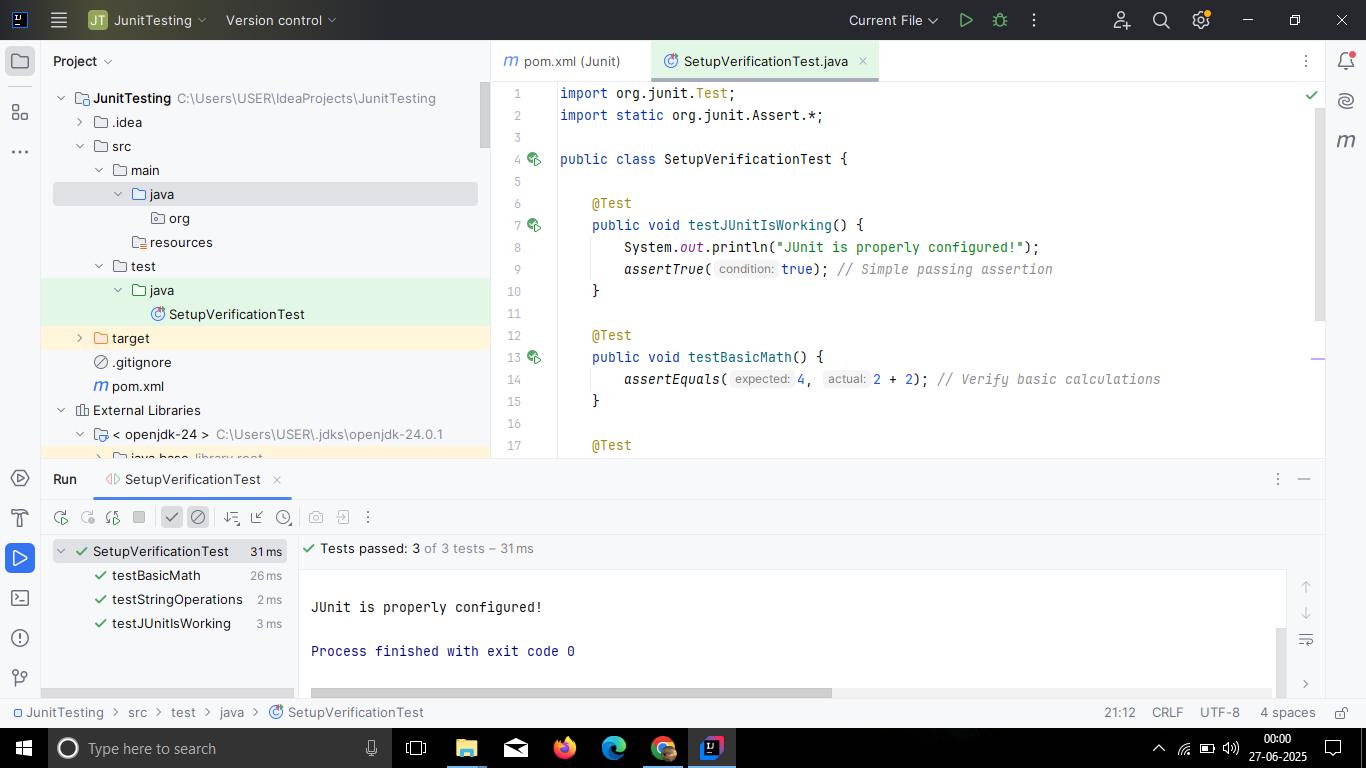 JT JunitTesting Version control Current File
Project
pom.xml (Junit) SetupVerificationTest.java
JunitTesting C:\Users\USER\IdeaProjects\JunitTesting
.idea
src
main
java
org
resources
test
java
SetupVerificationTest
target
.gitignore
pom.xml
External Libraries
< openjdk-24 > C:\Users\USER\.jdks\openjdk-24.0.1
java.base library root
1 import org.junit.Test;
2 import static org.junit.Assert.*;
3
4 public class SetupVerificationTest {
5
6 @Test
7 public void testJUnitIsWorking() {
8 System.out.println("JUnit is properly configured!");
9 assertTrue( condition: true); // Simple passing assertion
10 }
11
12 @Test
13 public void testBasicMath() {
14 assertEquals( expected: 4, actual: 2 + 2); // Verify basic calculations
15 }
16
17 @Test
Run SetupVerificationTest
SetupVerificationTest 31 ms
testBasicMath 26 ms
testStringOperations 2 ms
testJUnitIsWorking 3 ms
Tests passed: 3 of 3 tests – 31 ms
JUnit is properly configured!
Process finished with exit code 0
JunitTesting > src > test > java > SetupVerificationTest
21:12 CRLF UTF-8 4 spaces
Type here to search
00:00
27-06-2025